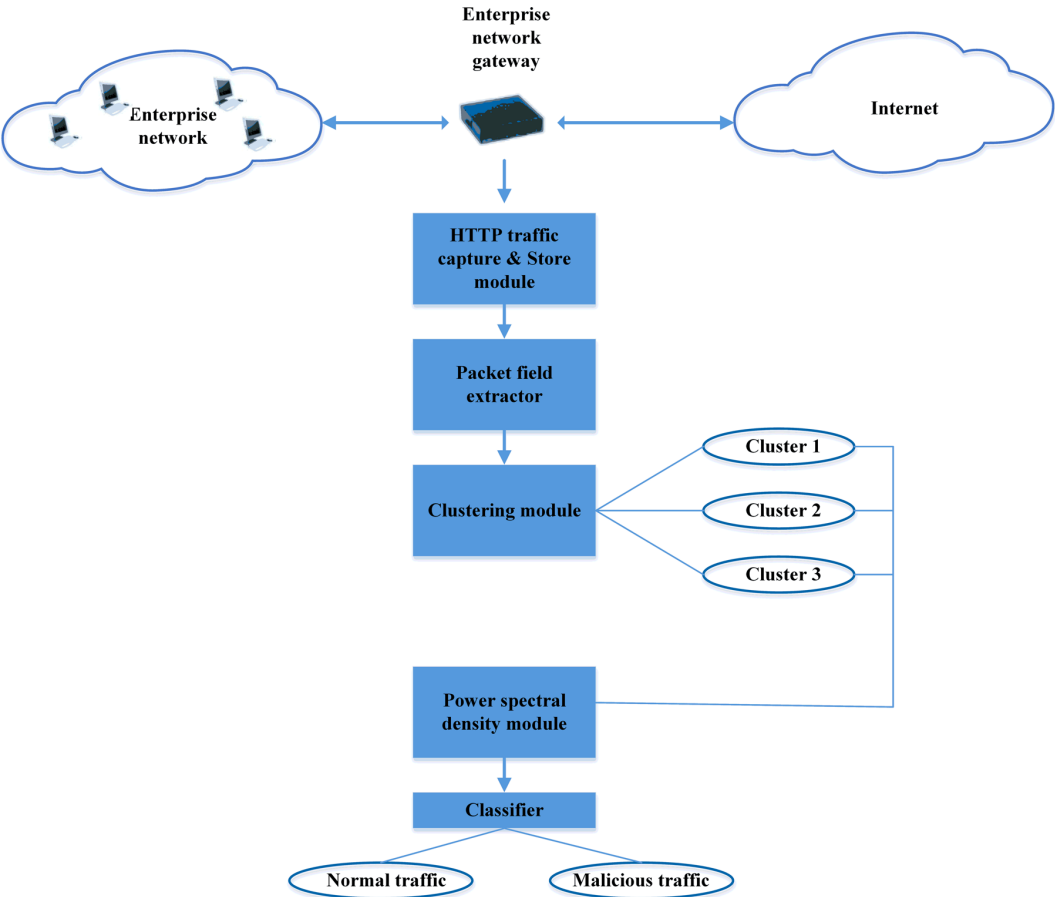 Enterprise
network
gateway
Enterprise
network
Internet
HTTP traffic
capture & Store
module
Packet field
extractor
Clustering module
Cluster 1
Cluster 2
Cluster 3
Power spectral
density module
Classifier
Normal traffic
Malicious traffic